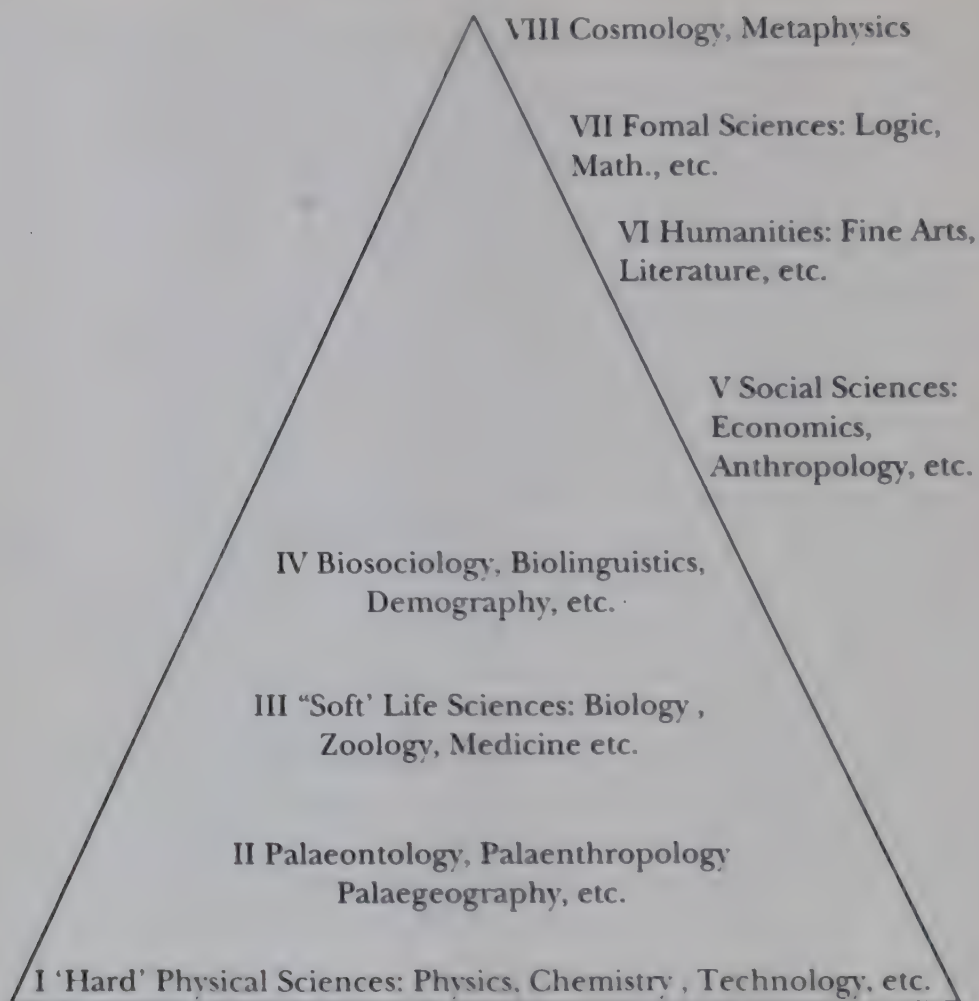 VIII Cosmology, Metaphysics
VII Fomal Sciences: Logic,
Math., etc.
VI Humanities: Fine Arts,
Literature, etc.
V Social Sciences:
Economics,
Anthropology, etc.
IV Biosociology, Biolinguistics,
Demography, etc.
III “Soft’ Life Sciences: Biology ,
Zoology, Medicine etc.
II Palaeontology, Palaenthropology
Palaegeography, etc.
I ‘Hard’ Physical Sciences: Physics, Chemistry , Technology, etc.